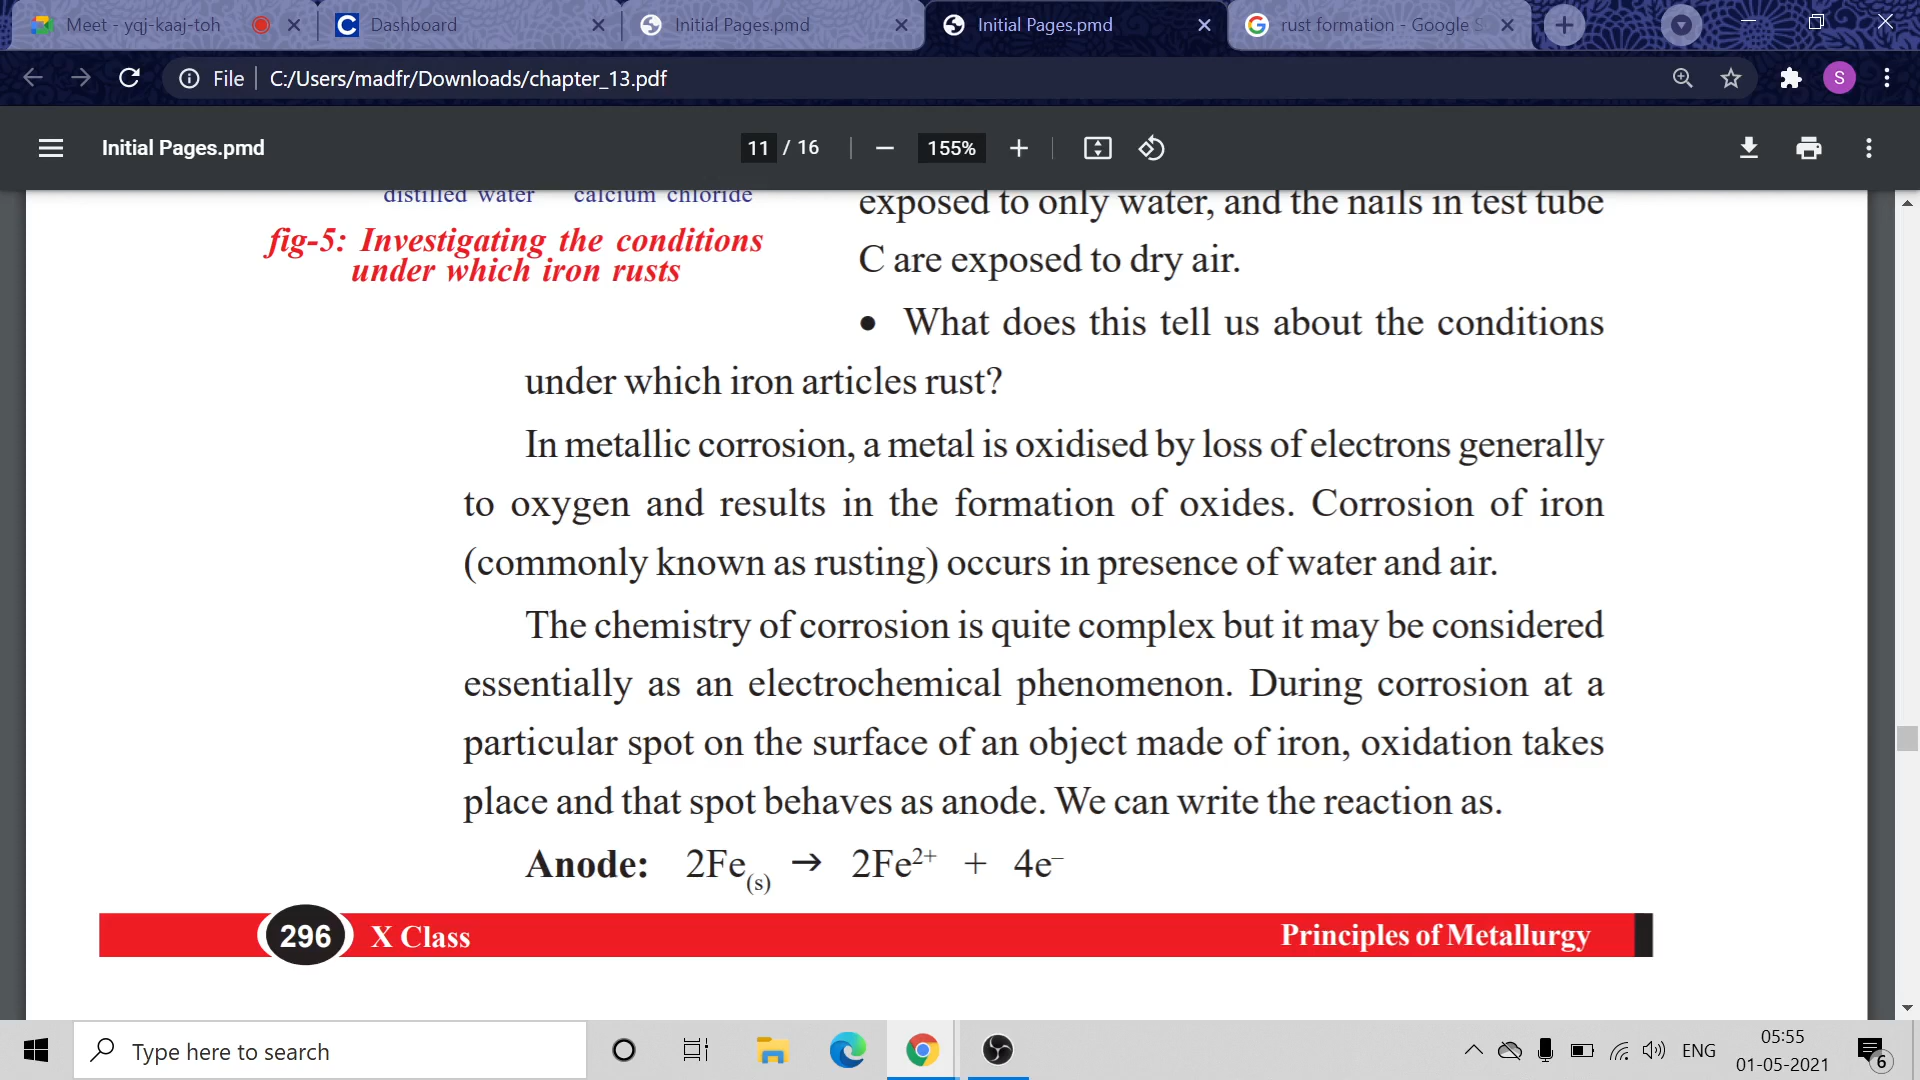 Meet - yqj-kaaj-toh
Dashboard
Initial Pages.pmd
Initial Pages.pmd
rust formation - Google S
File
C:/Users/madfr/Downloads/chapter_13.pdf
S
Initial Pages.pmd
11 / 16
155%
distilled water calcium chloride
fig-5: Investigating the conditions
under which iron rusts
exposed to only water, and the nails in test tube
C are exposed to dry air.
• What does this tell us about the conditions
under which iron articles rust?
In metallic corrosion, a metal is oxidised by loss of electrons generally
to oxygen and results in the formation of oxides. Corrosion of iron
(commonly known as rusting) occurs in presence of water and air.
The chemistry of corrosion is quite complex but it may be considered
essentially as an electrochemical phenomenon. During corrosion at a
particular spot on the surface of an object made of iron, oxidation takes
place and that spot behaves as anode. We can write the reaction as.
Anode: 2Fe(s) → 2Fe²⁺ + 4e⁻
296 X Class
Principles of Metallurgy
Type here to search
ENG
05:55
01-05-2021
6